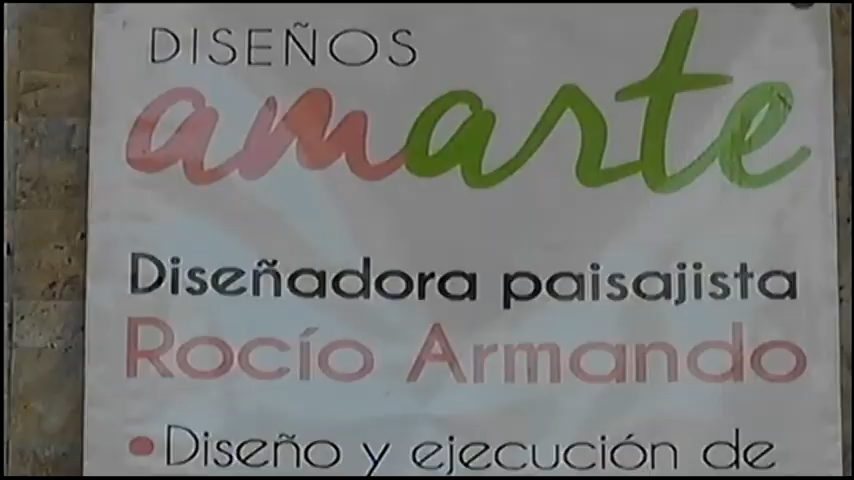 DISEÑOS
amarte
Diseñadora paisajista
Rocío Armando
• Diseño y ejecución de